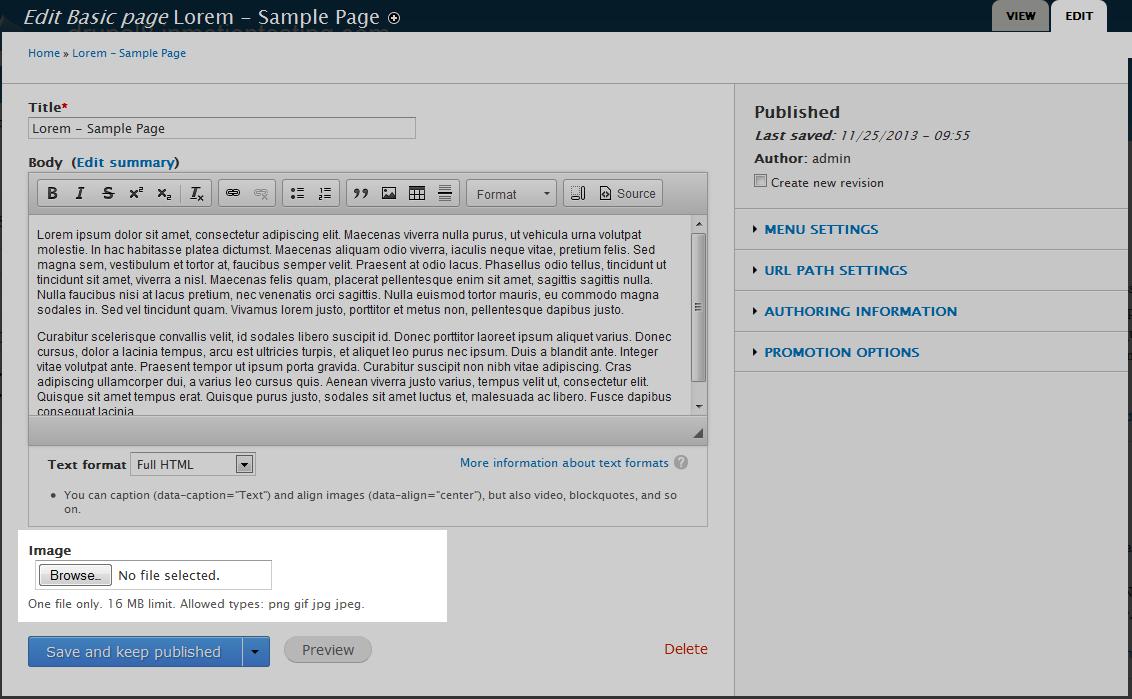 Edit Basic page Lorem – Sample Page
VIEW
EDIT
Home » Lorem – Sample Page
Title*
Lorem – Sample Page
Body (Edit summary)
Format
Source
Lorem ipsum dolor sit amet, consectetur adipiscing elit. Maecenas viverra nulla purus, ut vehicula urna volutpat
molestie. In hac habitasse platea dictumst. Maecenas aliquam odio viverra, iaculis neque vitae, pretium felis. Sed
magna sem, vestibulum et tortor at, faucibus semper velit. Praesent at odio lacus. Phasellus odio tellus, tincidunt ut
tincidunt sit amet, viverra a nisl. Maecenas felis quam, placerat pellentesque enim sit amet, sagittis sagittis nulla.
Nulla faucibus nisi at lacus pretium, nec venenatis orci sagittis. Nulla euismod tortor mauris, eu commodo magna
sodales in. Sed vel tincidunt quam. Vivamus lorem justo, porttitor et metus non, pellentesque dapibus justo.
Curabitur scelerisque convallis velit, id sodales libero suscipit id. Donec porttitor laoreet ipsum aliquet varius. Donec
cursus, dolor a lacinia tempus, arcu est ultricies turpis, et aliquet leo purus nec ipsum. Duis a blandit ante. Integer
vitae volutpat ante. Praesent tempor ut ipsum porta gravida. Curabitur suscipit non nibh vitae adipiscing. Cras
adipiscing ullamcorper dui, a varius leo cursus quis. Aenean viverra justo varius, tempus velit ut, consectetur elit.
Quisque sit amet tempus erat. Quisque purus justo, sodales sit amet luctus et, malesuada ac libero. Fusce dapibus
consequat lacinia
Text format Full HTML
More information about text formats ?
• You can caption (data-caption="Text") and align images (data-align="center"), but also video, blockquotes, and so
on.
Image
Browse… No file selected.
One file only. 16 MB limit. Allowed types: png gif jpg jpeg.
Save and keep published
Preview
Delete
Published
Last saved: 11/25/2013 – 09:55
Author: admin
Create new revision
MENU SETTINGS
URL PATH SETTINGS
AUTHORING INFORMATION
PROMOTION OPTIONS